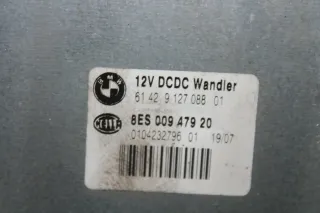 12V DCDC Wandler
61 42 9 127 088 01
8ES 009 479 20
0104232796 01 19/07